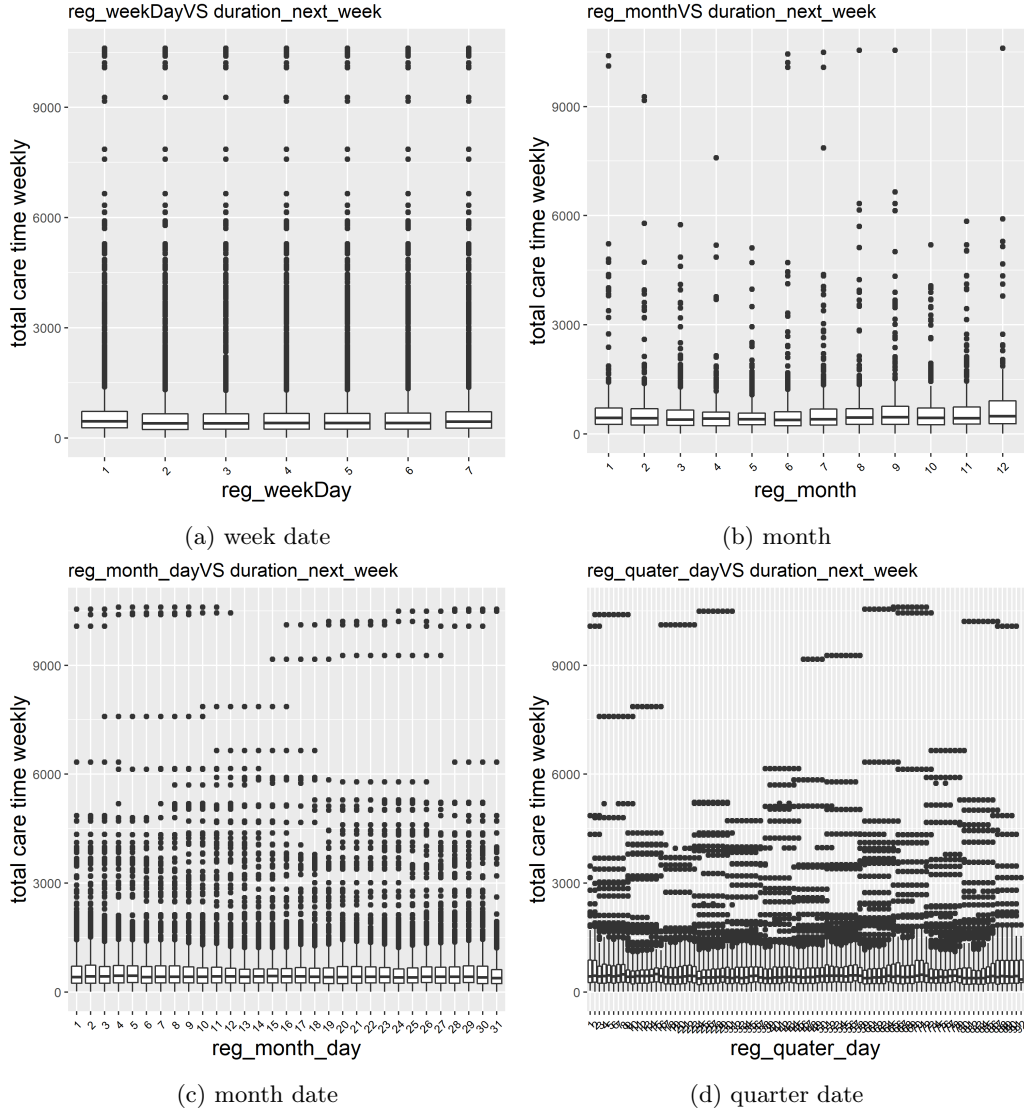 reg_weekDayVS duration_next_week
total care time weekly
9000
6000
3000
0
1 2 3 4 5 6 7
reg_weekDay
(a) week date
reg_monthVS duration_next_week
total care time weekly
9000
6000
3000
0
1 2 3 4 5 6 7 8 9 10 11 12
reg_month
(b) month
reg_month_dayVS duration_next_week
total care time weekly
9000
6000
3000
0
1 2 3 4 5 6 7 8 9 10 11 12 13 14 15 16 17 18 19 20 21 22 23 24 25 26 27 28 29 30 31
reg_month_day
(c) month date
reg_quater_dayVS duration_next_week
total care time weekly
9000
6000
3000
0
reg_quater_day
(d) quarter date